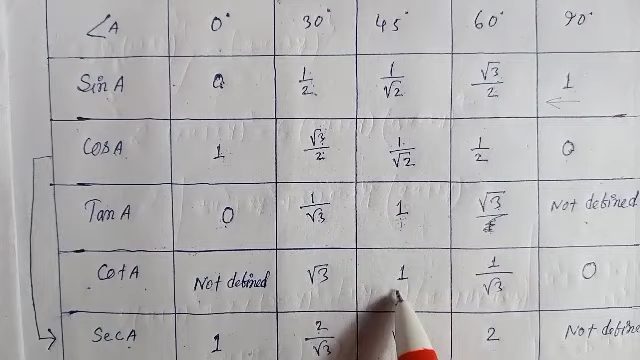 ∠A 0° 30° 45° 60° 90°
Sin A 0 1/2 1/√2 √3/2 1
Cos A 1 √3/2 1/√2 1/2 0
Tan A 0 1/√3 1 √3 Not defined
Cot A Not defined √3 1 1/√3 0
Sec A 1 2/√3 2 Not defined